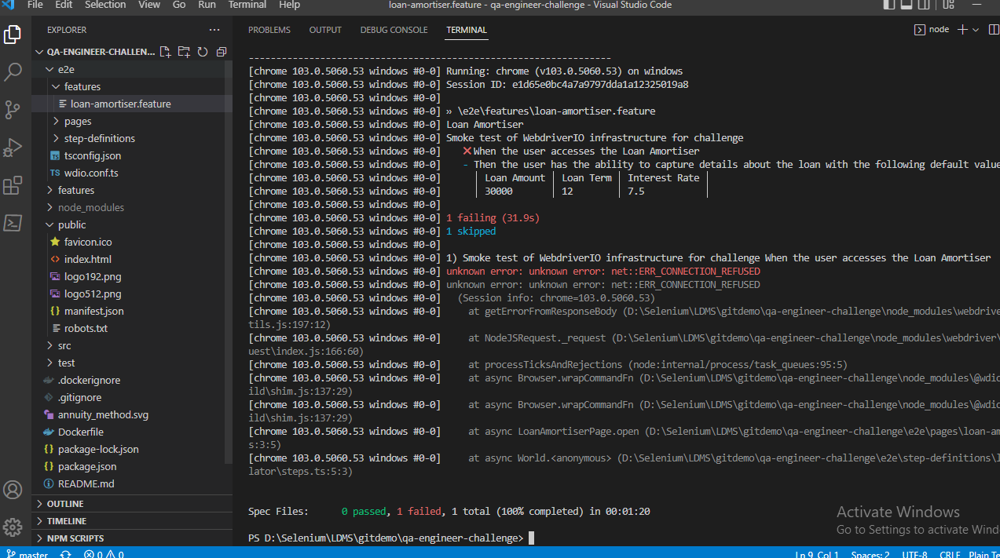 File Edit Selection View Go Run Terminal Help loan-amortiser.feature - qa-engineer-challenge - Visual Studio Code
EXPLORER
QA-ENGINEER-CHALLEN...
e2e
features
loan-amortiser.feature
pages
step-definitions
tsconfig.json
TS wdio.conf.ts
features
node_modules
public
favicon.ico
index.html
logo192.png
logo512.png
manifest.json
robots.txt
src
test
.dockerignore
.gitignore
annuity_method.svg
Dockerfile
package-lock.json
package.json
README.md
OUTLINE
TIMELINE
NPM SCRIPTS
PROBLEMS OUTPUT DEBUG CONSOLE TERMINAL node
------------------------------------------------------------------
[chrome 103.0.5060.53 windows #0-0] Running: chrome (v103.0.5060.53) on windows
[chrome 103.0.5060.53 windows #0-0] Session ID: e1d65e0bc4a7a9797dda1a12325019a8
[chrome 103.0.5060.53 windows #0-0]
[chrome 103.0.5060.53 windows #0-0] » \e2e\features\loan-amortiser.feature
[chrome 103.0.5060.53 windows #0-0] Loan Amortiser
[chrome 103.0.5060.53 windows #0-0] Smoke test of WebdriverIO infrastructure for challenge
[chrome 103.0.5060.53 windows #0-0] ❌When the user accesses the Loan Amortiser
[chrome 103.0.5060.53 windows #0-0] - Then the user has the ability to capture details about the loan with the following default value
[chrome 103.0.5060.53 windows #0-0] │ Loan Amount │ Loan Term │ Interest Rate │
[chrome 103.0.5060.53 windows #0-0] │ 30000 │ 12 │ 7.5 │
[chrome 103.0.5060.53 windows #0-0]
[chrome 103.0.5060.53 windows #0-0] 1 failing (31.9s)
[chrome 103.0.5060.53 windows #0-0] 1 skipped
[chrome 103.0.5060.53 windows #0-0]
[chrome 103.0.5060.53 windows #0-0] 1) Smoke test of WebdriverIO infrastructure for challenge When the user accesses the Loan Amortiser
[chrome 103.0.5060.53 windows #0-0] unknown error: unknown error: net::ERR_CONNECTION_REFUSED
[chrome 103.0.5060.53 windows #0-0] unknown error: unknown error: net::ERR_CONNECTION_REFUSED
[chrome 103.0.5060.53 windows #0-0] (Session info: chrome=103.0.5060.53)
[chrome 103.0.5060.53 windows #0-0] at getErrorFromResponseBody (D:\Selenium\LDMS\gitdemo\qa-engineer-challenge\node_modules\webdrive
tils.js:197:12)
[chrome 103.0.5060.53 windows #0-0] at NodeJSRequest._request (D:\Selenium\LDMS\gitdemo\qa-engineer-challenge\node_modules\webdriver\
uest\index.js:166:60)
[chrome 103.0.5060.53 windows #0-0] at processTicksAndRejections (node:internal/process/task_queues:95:5)
[chrome 103.0.5060.53 windows #0-0] at async Browser.wrapCommandFn (D:\Selenium\LDMS\gitdemo\qa-engineer-challenge\node_modules\@wdio
ild\shim.js:137:29)
[chrome 103.0.5060.53 windows #0-0] at async Browser.wrapCommandFn (D:\Selenium\LDMS\gitdemo\qa-engineer-challenge\node_modules\@wdio
ild\shim.js:137:29)
[chrome 103.0.5060.53 windows #0-0] at async LoanAmortiserPage.open (D:\Selenium\LDMS\gitdemo\qa-engineer-challenge\e2e\pages\loan-am
s:3:5)
[chrome 103.0.5060.53 windows #0-0] at async World.<anonymous> (D:\Selenium\LDMS\gitdemo\qa-engineer-challenge\e2e\step-definitions\l
lator\steps.ts:5:3)
Spec Files: 0 passed, 1 failed, 1 total (100% completed) in 00:01:20
PS D:\Selenium\LDMS\gitdemo\qa-engineer-challenge>
Activate Windows
Go to Settings to activate Wind
master 0 0 Ln 9, Col 1 Spaces: 2 UTF-8 CRLF Plain Te